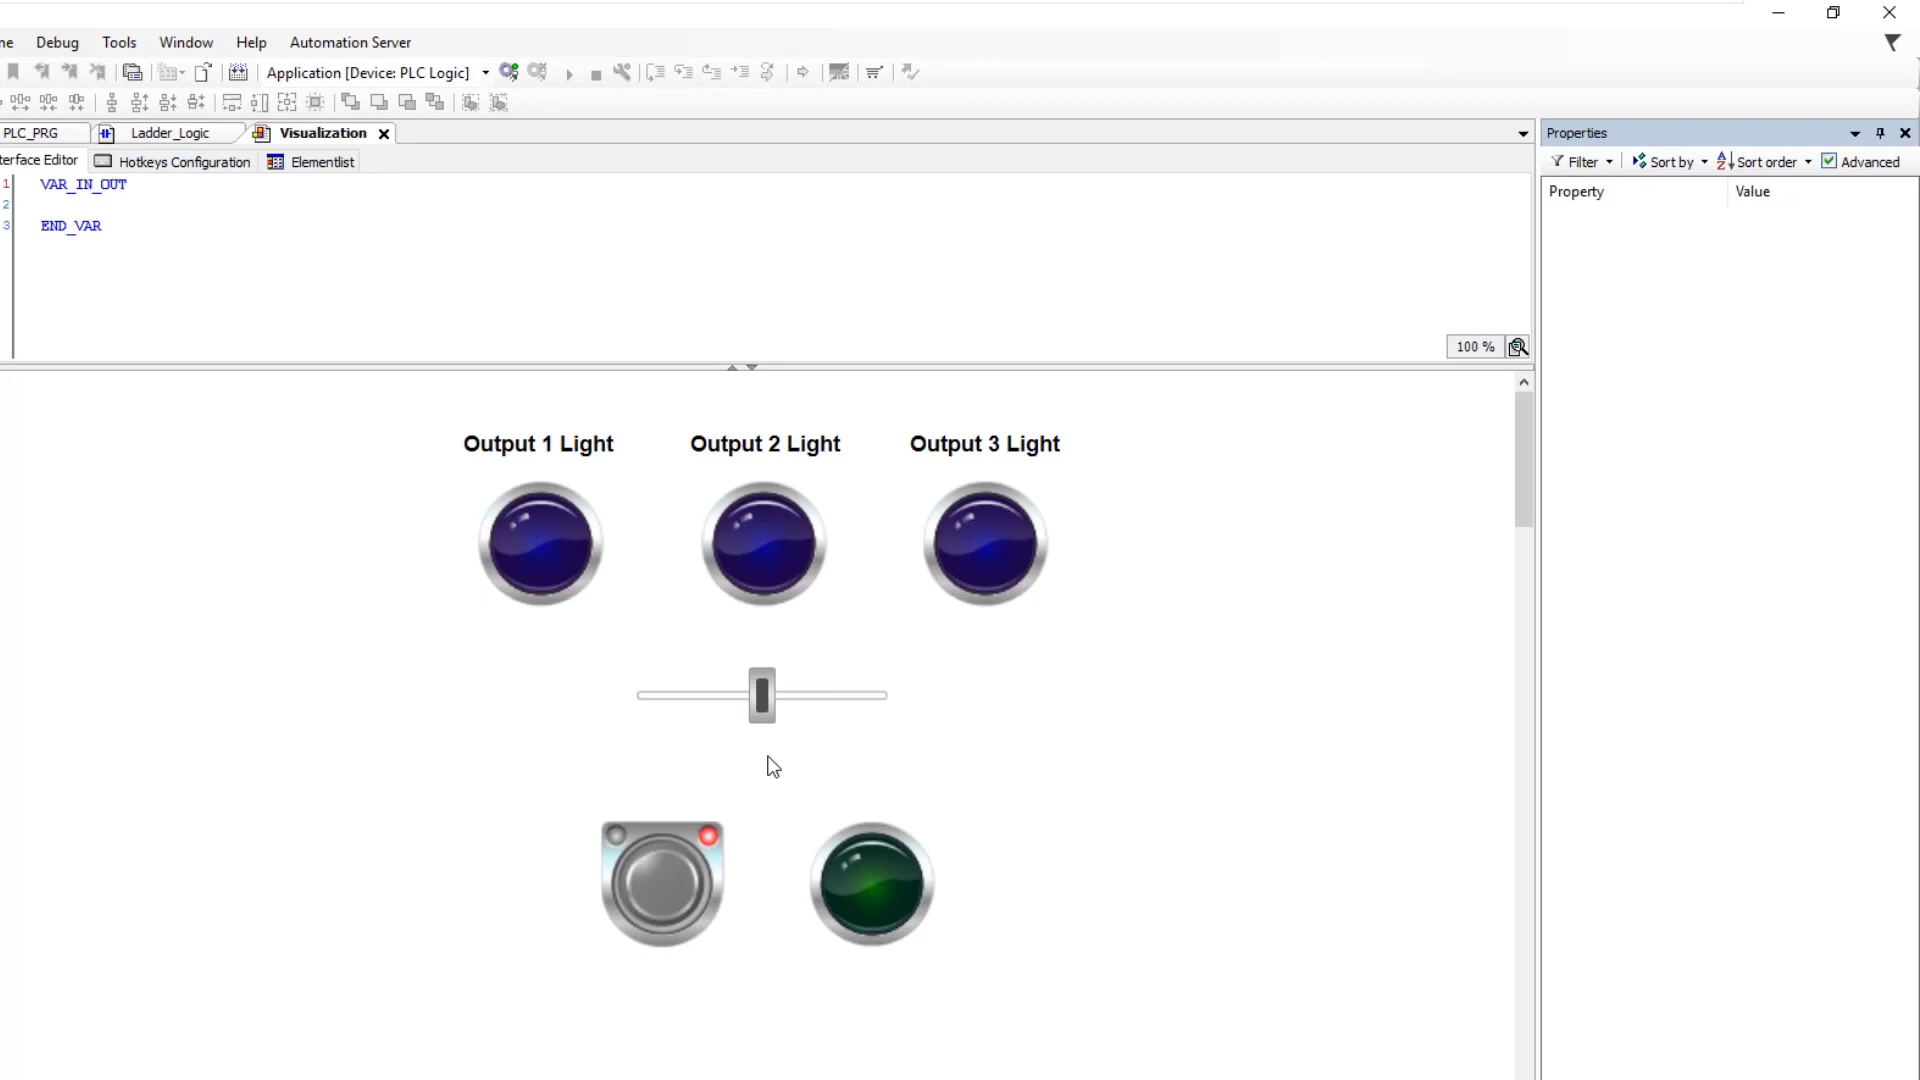 ne Debug Tools Window Help Automation Server
Application [Device: PLC Logic]
PLC_PRG Ladder_Logic Visualization
terface Editor Hotkeys Configuration Elementlist
1 VAR_IN_OUT
2
3 END_VAR
100 %
Properties
Filter Sort by Sort order Advanced
Property Value
Output 1 Light Output 2 Light Output 3 Light